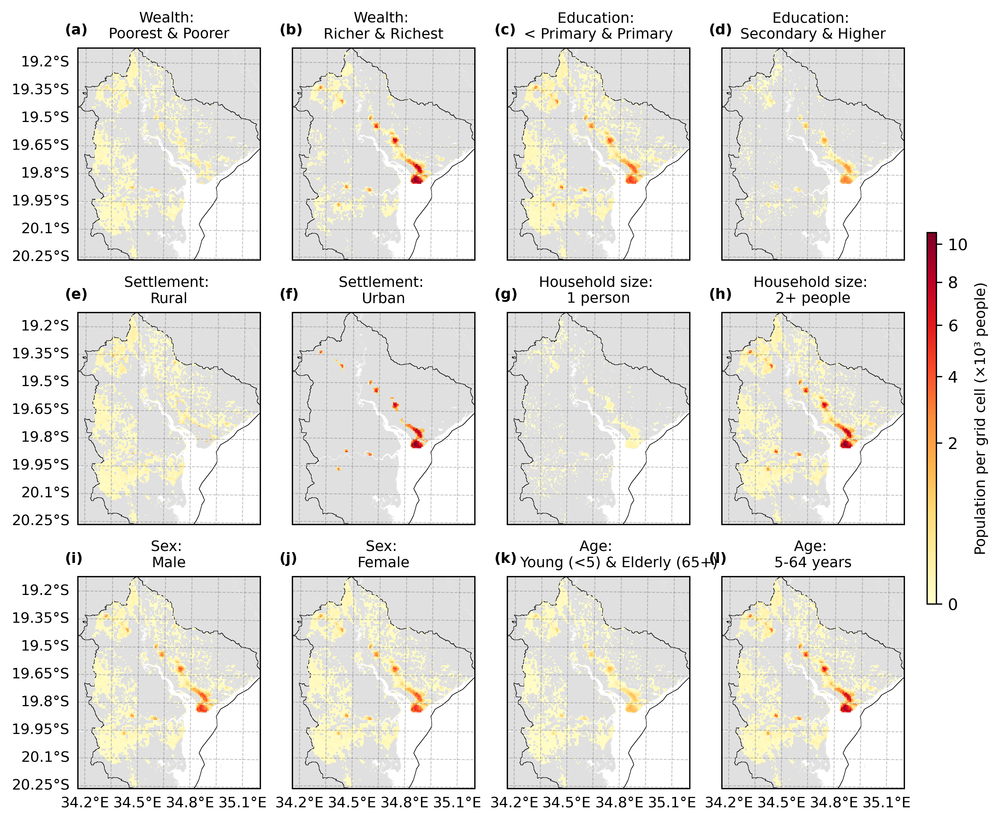 (a) Wealth:
Poorest & Poorer
(b) Wealth:
Richer & Richest
(c) Education:
< Primary & Primary
(d) Education:
Secondary & Higher
19.2°S
19.35°S
19.5°S
19.65°S
19.8°S
19.95°S
20.1°S
20.25°S
(e) Settlement:
Rural
(f) Settlement:
Urban
(g) Household size:
1 person
(h) Household size:
2+ people
19.2°S
19.35°S
19.5°S
19.65°S
19.8°S
19.95°S
20.1°S
20.25°S
(i) Sex:
Male
(j) Sex:
Female
(k) Age:
Young (<5) & Elderly (65+)
(l) Age:
5-64 years
19.2°S
19.35°S
19.5°S
19.65°S
19.8°S
19.95°S
20.1°S
20.25°S
34.2°E 34.5°E 34.8°E 35.1°E
34.2°E 34.5°E 34.8°E 35.1°E
34.2°E 34.5°E 34.8°E 35.1°E
34.2°E 34.5°E 34.8°E 35.1°E
10
8
6
4
2
0
Population per grid cell (×10³ people)